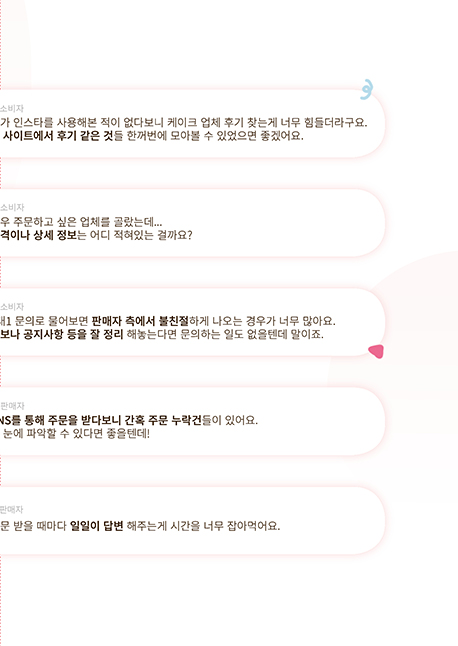 소비자
가 인스타를 사용해본 적이 없다보니 케이크 업체 후기 찾는게 너무 힘들더라구요.
사이트에서 후기 같은 것들 한꺼번에 모아볼 수 있었으면 좋겠어요.
소비자
우 주문하고 싶은 업체를 골랐는데...
격이나 상세 정보는 어디 적혀있는 걸까요?
소비자
대1 문의로 물어보면 판매자 측에서 불친절하게 나오는 경우가 너무 많아요.
보나 공지사항 등을 잘 정리 해놓는다면 문의하는 일도 없을텐데 말이죠.
판매자
NS를 통해 주문을 받다보니 간혹 주문 누락건들이 있어요.
눈에 파악할 수 있다면 좋을텐데!
판매자
문 받을 때마다 일일이 답변 해주는게 시간을 너무 잡아먹어요.